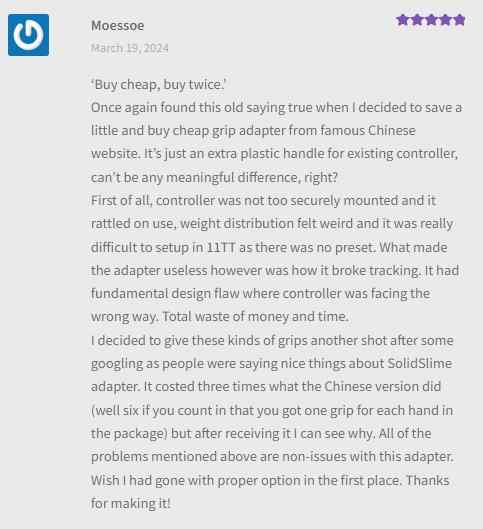 Moessoe
March 19, 2024
‘Buy cheap, buy twice.’
Once again found this old saying true when I decided to save a
little and buy cheap grip adapter from famous Chinese
website. It’s just an extra plastic handle for existing controller,
can’t be any meaningful difference, right?
First of all, controller was not too securely mounted and it
rattled on use, weight distribution felt weird and it was really
difficult to setup in 11TT as there was no preset. What made
the adapter useless however was how it broke tracking. It had
fundamental design flaw where controller was facing the
wrong way. Total waste of money and time.
I decided to give these kinds of grips another shot after some
googling as people were saying nice things about SolidSlime
adapter. It costed three times what the Chinese version did
(well six if you count in that you got one grip for each hand in
the package) but after receiving it I can see why. All of the
problems mentioned above are non-issues with this adapter.
Wish I had gone with proper option in the first place. Thanks
for making it!